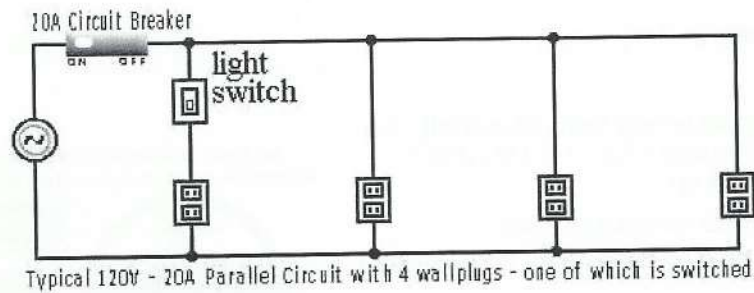 20A Circuit Breaker
ON OFF
light
switch
Typical 120V - 20A Parallel Circuit with 4 wallplugs - one of which is switched